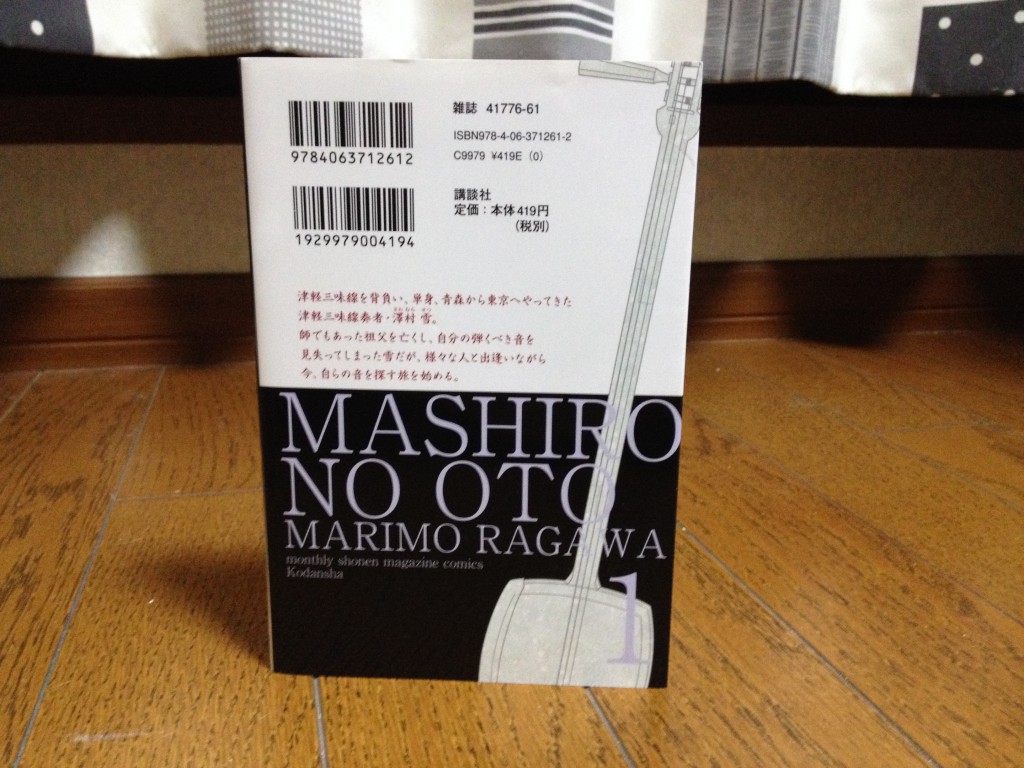 雑誌 41776-61
9784063712612
ISBN978-4-06-371261-2
C9979 ¥419E (0)
1929979004194
講談社
定価:本体419円
(税別)
津軽三味線を背負い、単身、青森から東京へやってきた
さわむら せつ
津軽三味線奏者・澤村 雪。
師でもあった祖父を亡くし、自分の弾くべき音を
見失ってしまった雪だが、様々な人と出逢いながら
今、自らの音を探す旅を始める。
MASHIRO
NO OTO
MARIMO RAGAWA
monthly shonen magazine comics
Kodansha
1